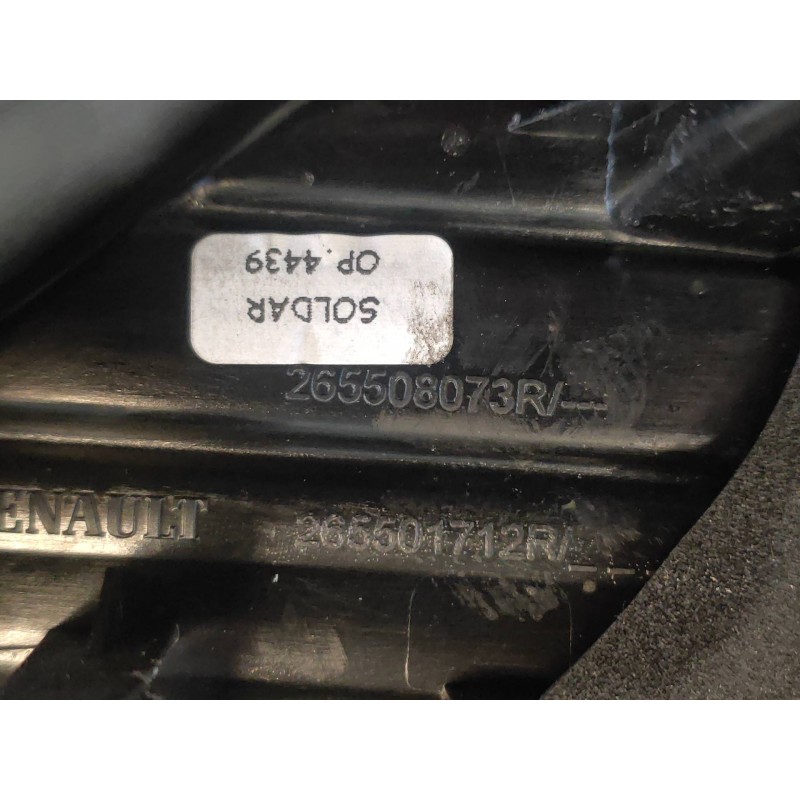 SOLDAR
OP. 4439
265508073R/---
ENAULT
265501712R/---